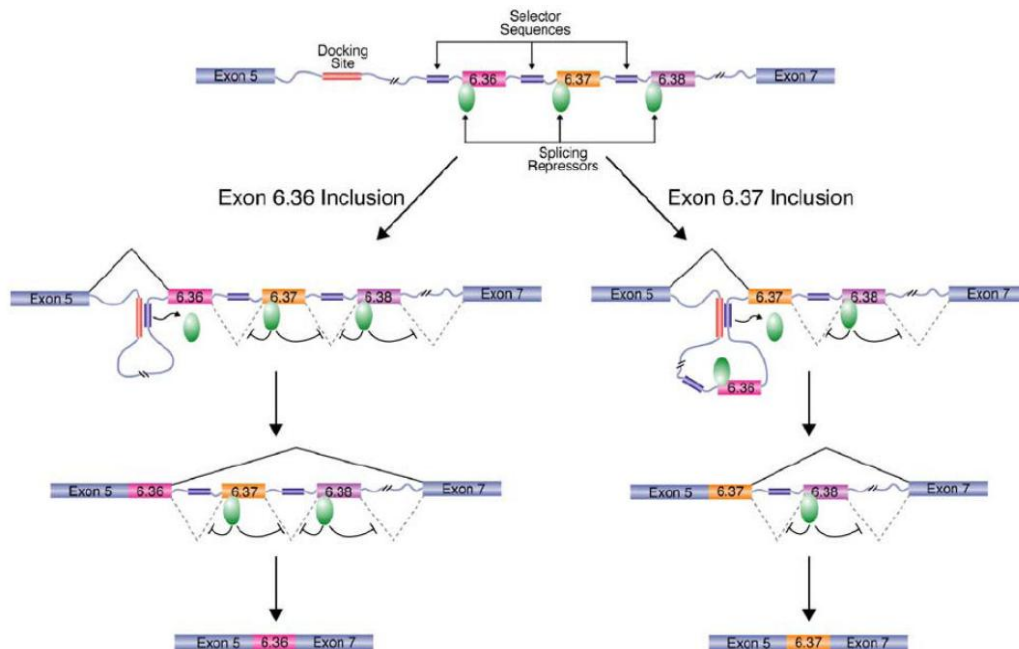 Selector
Sequences
Docking
Site
Exon 5 6.36 6.37 6.38 Exon 7
Splicing
Repressors
Exon 6.36 Inclusion Exon 6.37 Inclusion
Exon 5 6.36 6.37 6.38 Exon 7
Exon 5 6.37 6.38 Exon 7
6.36
Exon 5 6.36 6.37 6.38 Exon 7
Exon 5 6.37 6.38 Exon 7
Exon 5 6.36 Exon 7
Exon 5 6.37 Exon 7